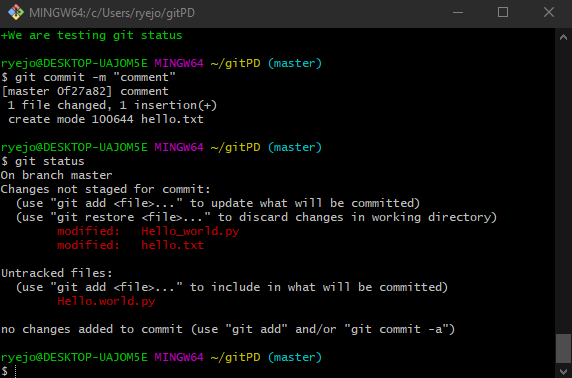 MINGW64:/c/Users/ryejo/gitPD
+We are testing git status
ryejo@DESKTOP-UAJOM5E MINGW64 ~/gitPD (master)
$ git commit -m "comment"
[master 0f27a82] comment
 1 file changed, 1 insertion(+)
 create mode 100644 hello.txt
ryejo@DESKTOP-UAJOM5E MINGW64 ~/gitPD (master)
$ git status
On branch master
Changes not staged for commit:
  (use "git add <file>..." to update what will be committed)
  (use "git restore <file>..." to discard changes in working directory)
        modified:   Hello_world.py
        modified:   hello.txt
Untracked files:
  (use "git add <file>..." to include in what will be committed)
        Hello.world.py
no changes added to commit (use "git add" and/or "git commit -a")
ryejo@DESKTOP-UAJOM5E MINGW64 ~/gitPD (master)
$